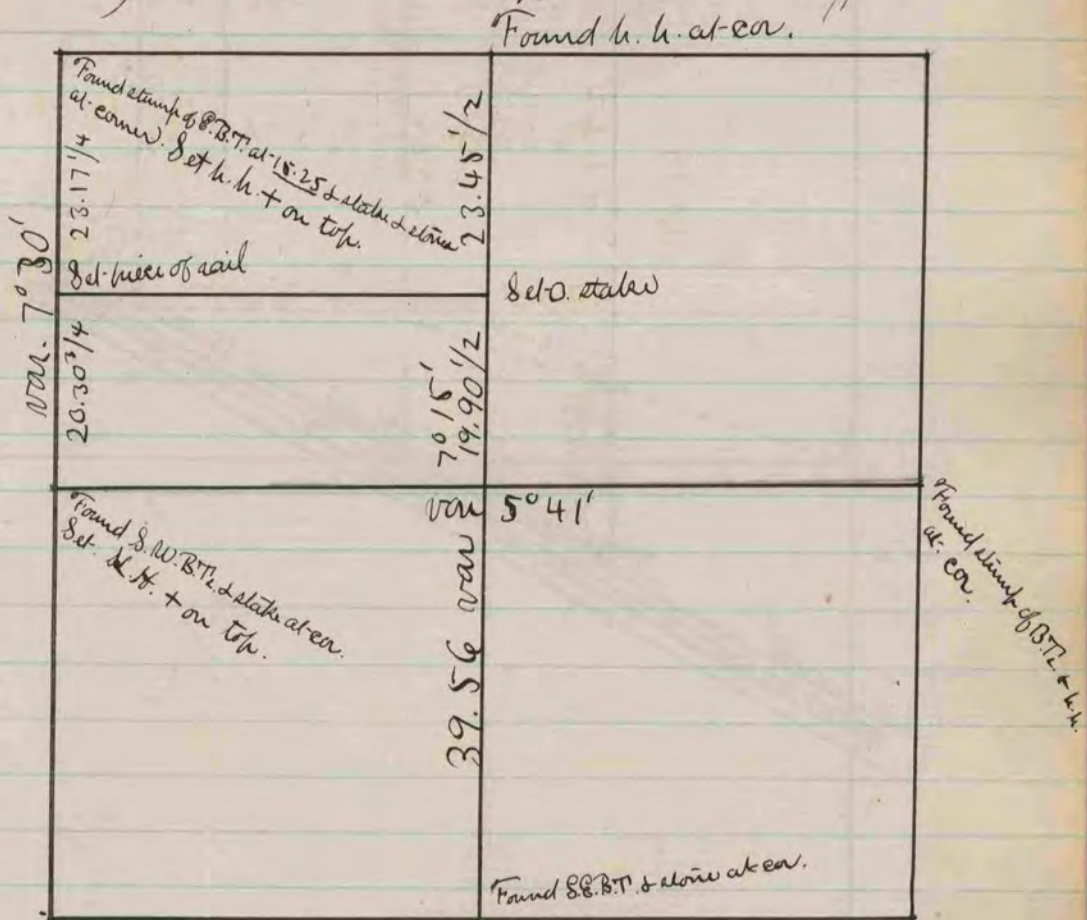 Found h. h. at cor.
Found stump of E.B.T. at 15.25 & stake & stone
at corner. Set h. h. + on top.
23.17 1/4
23.45 1/2
var. 7° 30'
Set piece of rail
Set O. stake
20.30 3/4
7° 15'
19.90 1/2
var 5° 41'
Found S.W. B.T. & stake at cor.
Set. H. H. + on top.
39.56 var
Found stump of B.T. & h.h.
at cor.
Found S.E. B.T. & stone at cor.